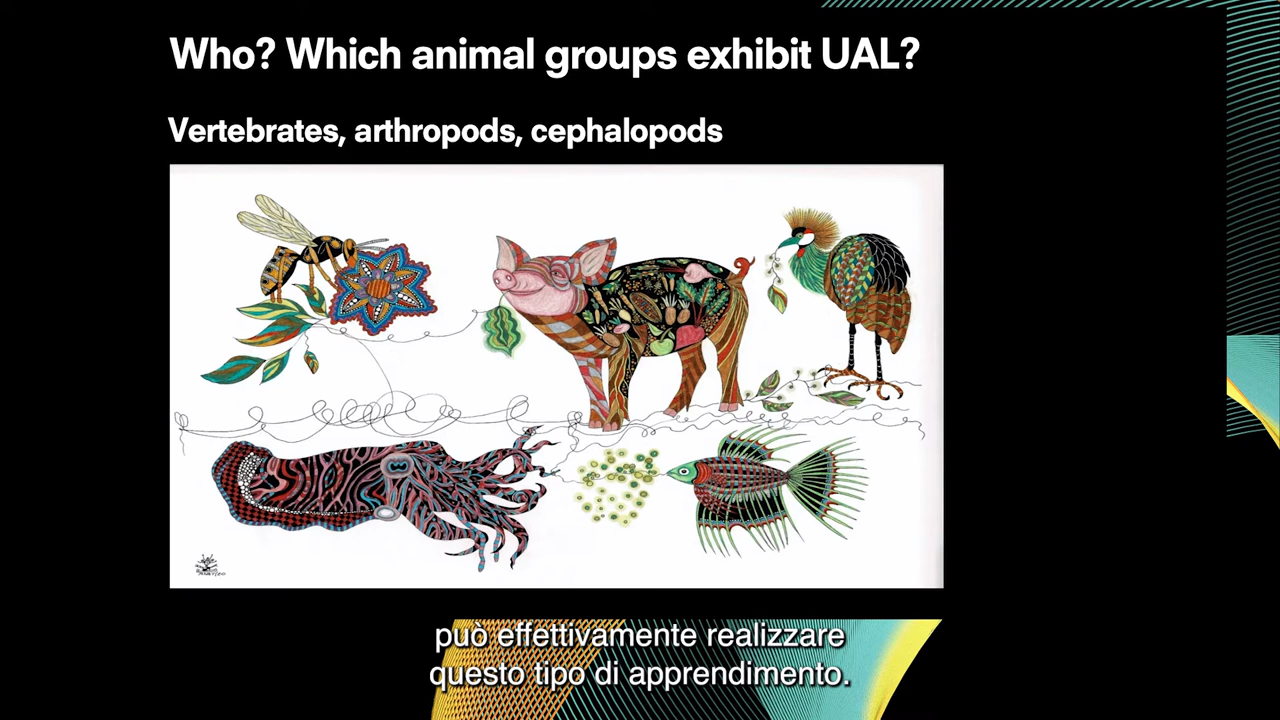 Who? Which animal groups exhibit UAL?
Vertebrates, arthropods, cephalopods
può effettivamente realizzare
questo tipo di apprendimento.